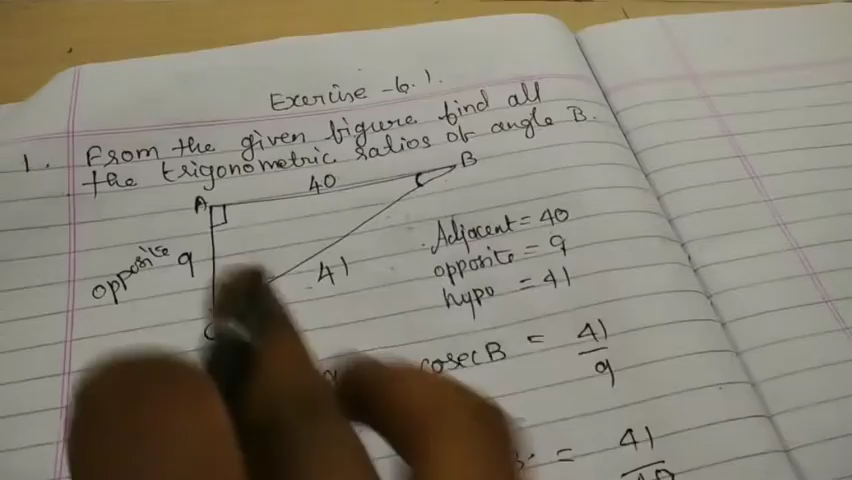 Exercise - 6.1.
1. From the given figure find all
the trigonometric ratios of angle B.
A 40 B
opposite 9 41
C
Adjacent = 40
opposite = 9
hypo = 41
cosec B = 41/9
= 41/40